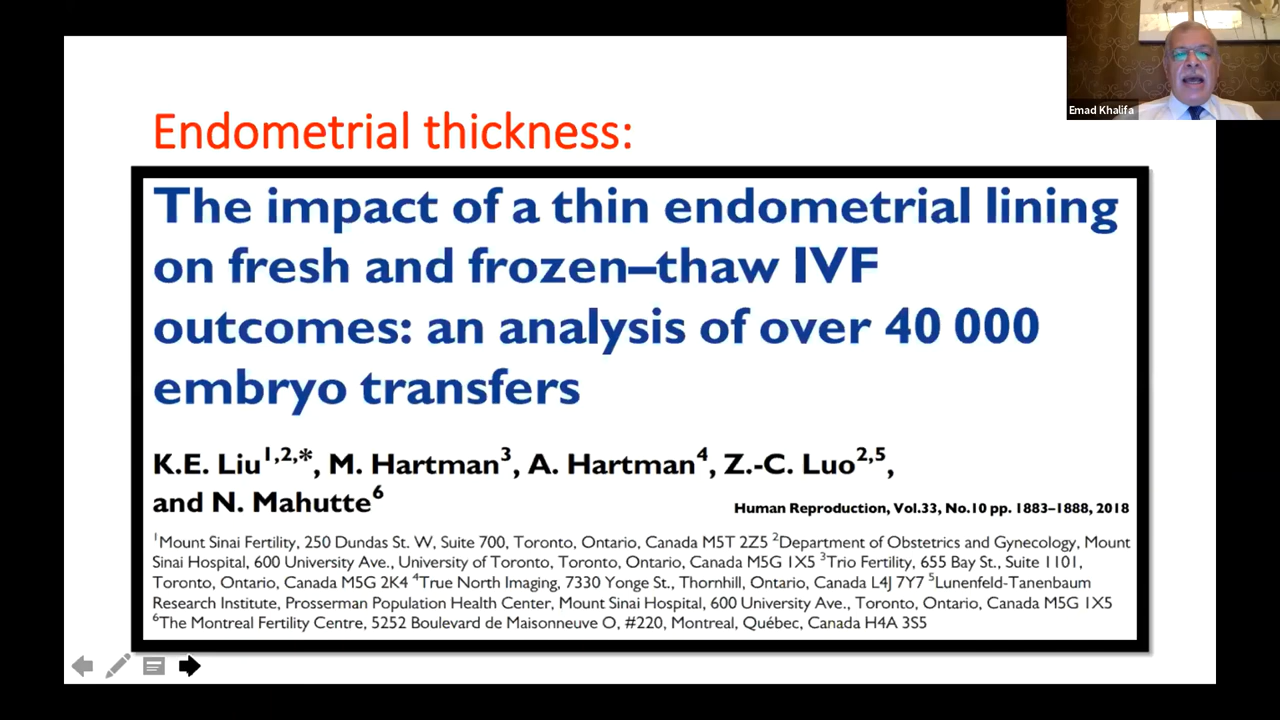 Emad Khalifa
Endometrial thickness:
The impact of a thin endometrial lining
on fresh and frozen–thaw IVF
outcomes: an analysis of over 40 000
embryo transfers
K.E. Liu1,2,*, M. Hartman3, A. Hartman4, Z.-C. Luo2,5,
and N. Mahutte6
Human Reproduction, Vol.33, No.10 pp. 1883–1888, 2018
1Mount Sinai Fertility, 250 Dundas St. W, Suite 700, Toronto, Ontario, Canada M5T 2Z5 2Department of Obstetrics and Gynecology, Mount
Sinai Hospital, 600 University Ave., University of Toronto, Toronto, Ontario, Canada M5G 1X5 3Trio Fertility, 655 Bay St., Suite 1101,
Toronto, Ontario, Canada M5G 2K4 4True North Imaging, 7330 Yonge St., Thornhill, Ontario, Canada L4J 7Y7 5Lunenfeld-Tanenbaum
Research Institute, Prosserman Population Health Center, Mount Sinai Hospital, 600 University Ave., Toronto, Ontario, Canada M5G 1X5
6The Montreal Fertility Centre, 5252 Boulevard de Maisonneuve O, #220, Montreal, Québec, Canada H4A 3S5